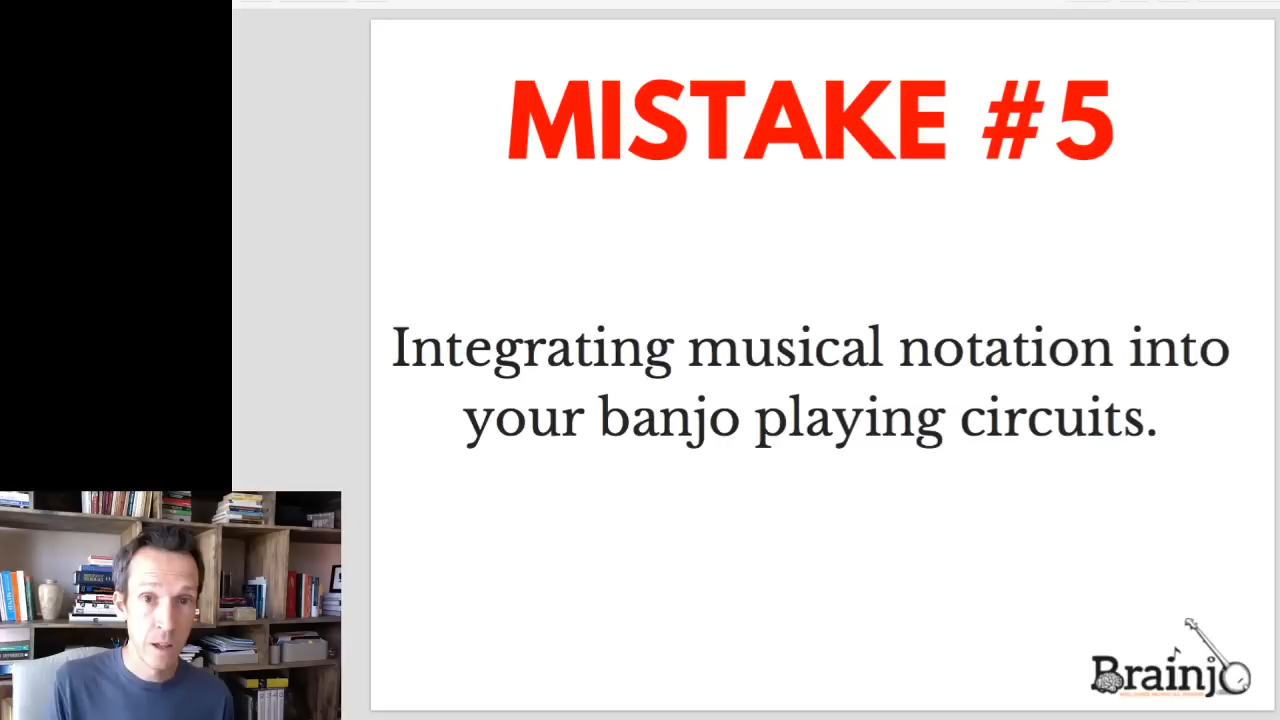 MISTAKE #5
Integrating musical notation into
your banjo playing circuits.
Brainjo